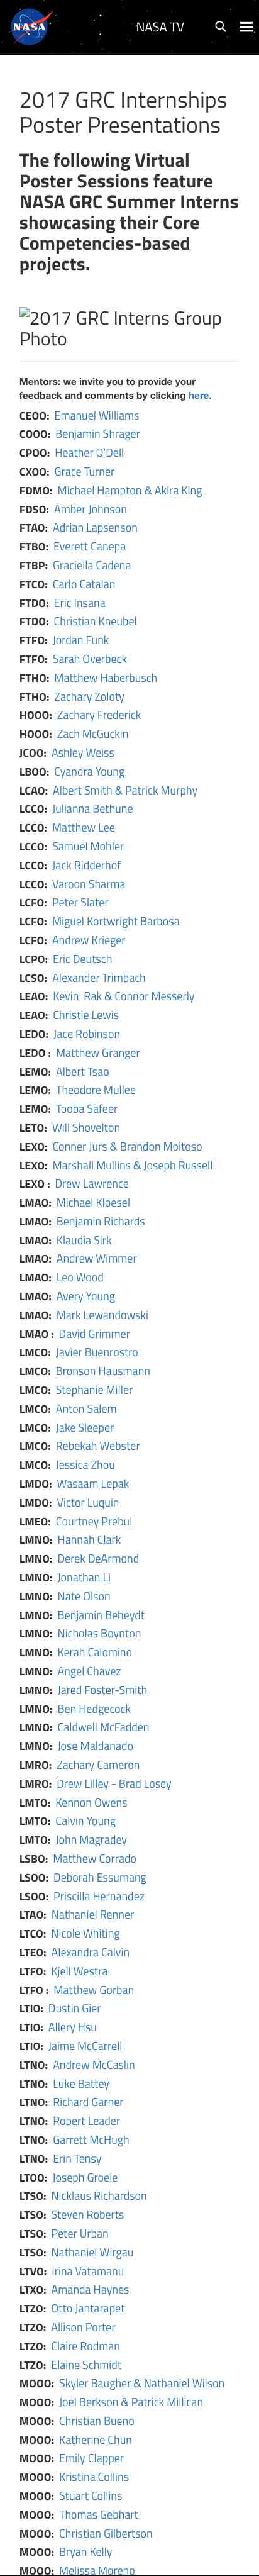 NASA
NASA TV
2017 GRC Internships
Poster Presentations
The following Virtual
Poster Sessions feature
NASA GRC Summer Interns
showcasing their Core
Competencies-based
projects.
2017 GRC Interns Group
Photo
Mentors: we invite you to provide your
feedback and comments by clicking here.
CEOO: Emanuel Williams
COOO: Benjamin Shrager
CPOO: Heather O'Dell
CXOO: Grace Turner
FDMO: Michael Hampton & Akira King
FDSO: Amber Johnson
FTAO: Adrian Lapsenson
FTBO: Everett Canepa
FTBP: Graciella Cadena
FTCO: Carlo Catalan
FTDO: Eric Insana
FTDO: Christian Kneubel
FTFO: Jordan Funk
FTFO: Sarah Overbeck
FTHO: Matthew Haberbusch
FTHO: Zachary Zoloty
HOOO: Zachary Frederick
HOOO: Zach McGuckin
JCOO: Ashley Weiss
LBOO: Cyandra Young
LCAO: Albert Smith & Patrick Murphy
LCCO: Julianna Bethune
LCCO: Matthew Lee
LCCO: Samuel Mohler
LCCO: Jack Ridderhof
LCCO: Varoon Sharma
LCFO: Peter Slater
LCFO: Miguel Kortwright Barbosa
LCFO: Andrew Krieger
LCPO: Eric Deutsch
LCSO: Alexander Trimbach
LEAO: Kevin Rak & Connor Messerly
LEAO: Christie Lewis
LEDO: Jace Robinson
LEDO : Matthew Granger
LEMO: Albert Tsao
LEMO: Theodore Mullee
LEMO: Tooba Safeer
LETO: Will Shovelton
LEXO: Conner Jurs & Brandon Moitoso
LEXO: Marshall Mullins & Joseph Russell
LEXO : Drew Lawrence
LMAO: Michael Kloesel
LMAO: Benjamin Richards
LMAO: Klaudia Sirk
LMAO: Andrew Wimmer
LMAO: Leo Wood
LMAO: Avery Young
LMAO: Mark Lewandowski
LMAO : David Grimmer
LMCO: Javier Buenrostro
LMCO: Bronson Hausmann
LMCO: Stephanie Miller
LMCO: Anton Salem
LMCO: Jake Sleeper
LMCO: Rebekah Webster
LMCO: Jessica Zhou
LMDO: Wasaam Lepak
LMDO: Victor Luquin
LMEO: Courtney Prebul
LMNO: Hannah Clark
LMNO: Derek DeArmond
LMNO: Jonathan Li
LMNO: Nate Olson
LMNO: Benjamin Beheydt
LMNO: Nicholas Boynton
LMNO: Kerah Calomino
LMNO: Angel Chavez
LMNO: Jared Foster-Smith
LMNO: Ben Hedgecock
LMNO: Caldwell McFadden
LMNO: Jose Maldanado
LMRO: Zachary Cameron
LMRO: Drew Lilley - Brad Losey
LMTO: Kennon Owens
LMTO: Calvin Young
LMTO: John Magradey
LSBO: Matthew Corrado
LSOO: Deborah Essumang
LSOO: Priscilla Hernandez
LTAO: Nathaniel Renner
LTCO: Nicole Whiting
LTEO: Alexandra Calvin
LTFO: Kjell Westra
LTFO : Matthew Gorban
LTIO: Dustin Gier
LTIO: Allery Hsu
LTIO: Jaime McCarrell
LTNO: Andrew McCaslin
LTNO: Luke Battey
LTNO: Richard Garner
LTNO: Robert Leader
LTNO: Garrett McHugh
LTNO: Erin Tensy
LTOO: Joseph Groele
LTSO: Nicklaus Richardson
LTSO: Steven Roberts
LTSO: Peter Urban
LTSO: Nathaniel Wirgau
LTVO: Irina Vatamanu
LTXO: Amanda Haynes
LTZO: Otto Jantarapet
LTZO: Allison Porter
LTZO: Claire Rodman
LTZO: Elaine Schmidt
MOOO: Skyler Baugher & Nathaniel Wilson
MOOO: Joel Berkson & Patrick Millican
MOOO: Christian Bueno
MOOO: Katherine Chun
MOOO: Emily Clapper
MOOO: Kristina Collins
MOOO: Stuart Collins
MOOO: Thomas Gebhart
MOOO: Christian Gilbertson
MOOO: Bryan Kelly
MOOO: Melissa Moreno